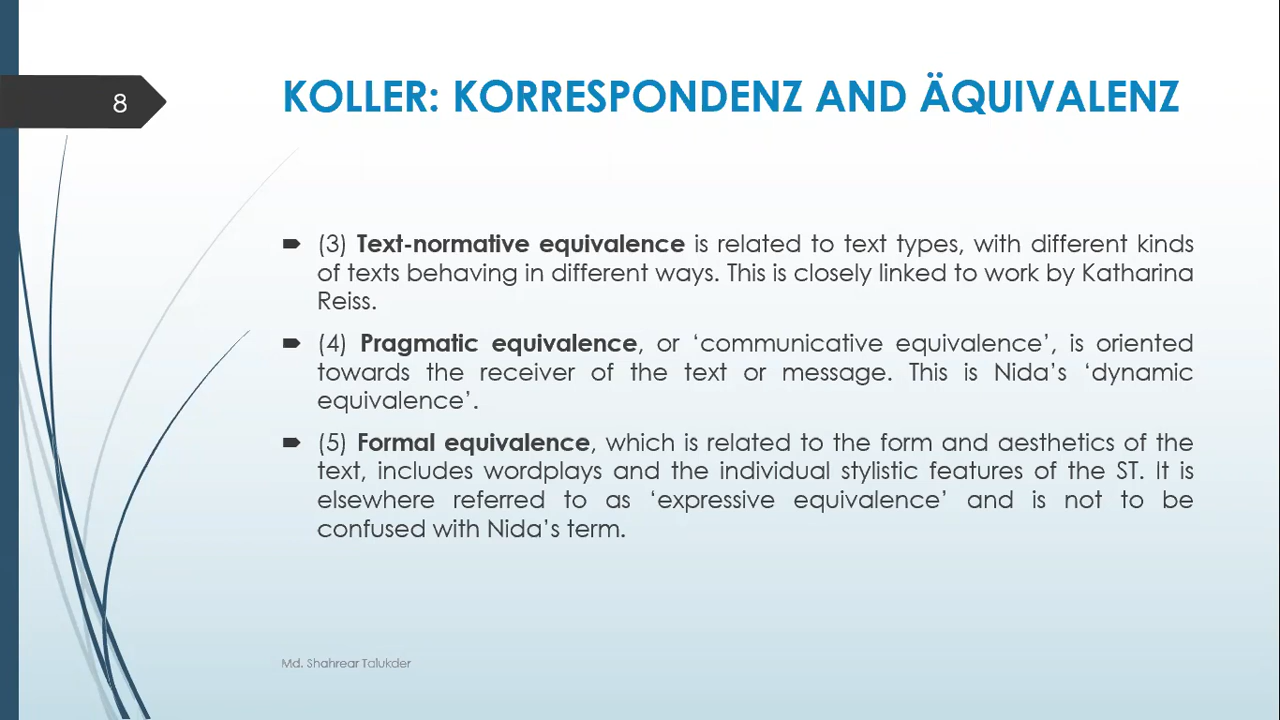 8
KOLLER: KORRESPONDENZ AND ÄQUIVALENZ
(3) Text-normative equivalence is related to text types, with different kinds
of texts behaving in different ways. This is closely linked to work by Katharina
Reiss.
(4) Pragmatic equivalence, or ‘communicative equivalence’, is oriented
towards the receiver of the text or message. This is Nida’s ‘dynamic
equivalence’.
(5) Formal equivalence, which is related to the form and aesthetics of the
text, includes wordplays and the individual stylistic features of the ST. It is
elsewhere referred to as ‘expressive equivalence’ and is not to be
confused with Nida’s term.
Md. Shahrear Talukder